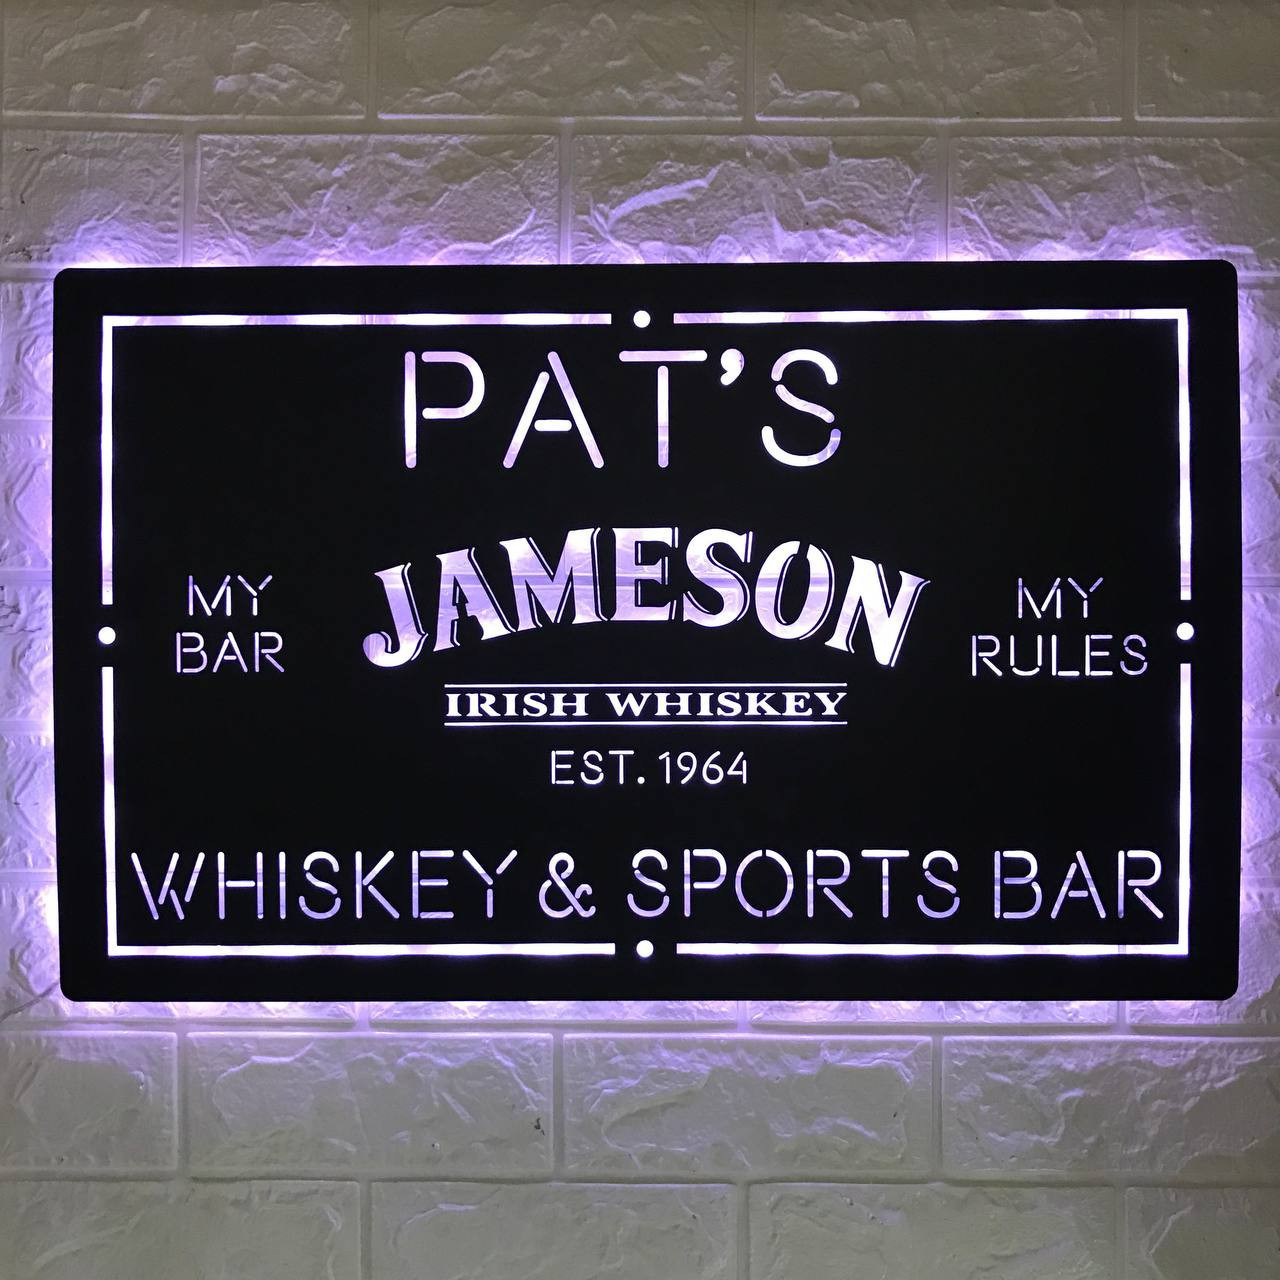 PAT'S
JAMESON
IRISH WHISKEY
EST. 1964
MY
BAR
MY
RULES
WHISKEY & SPORTS BAR